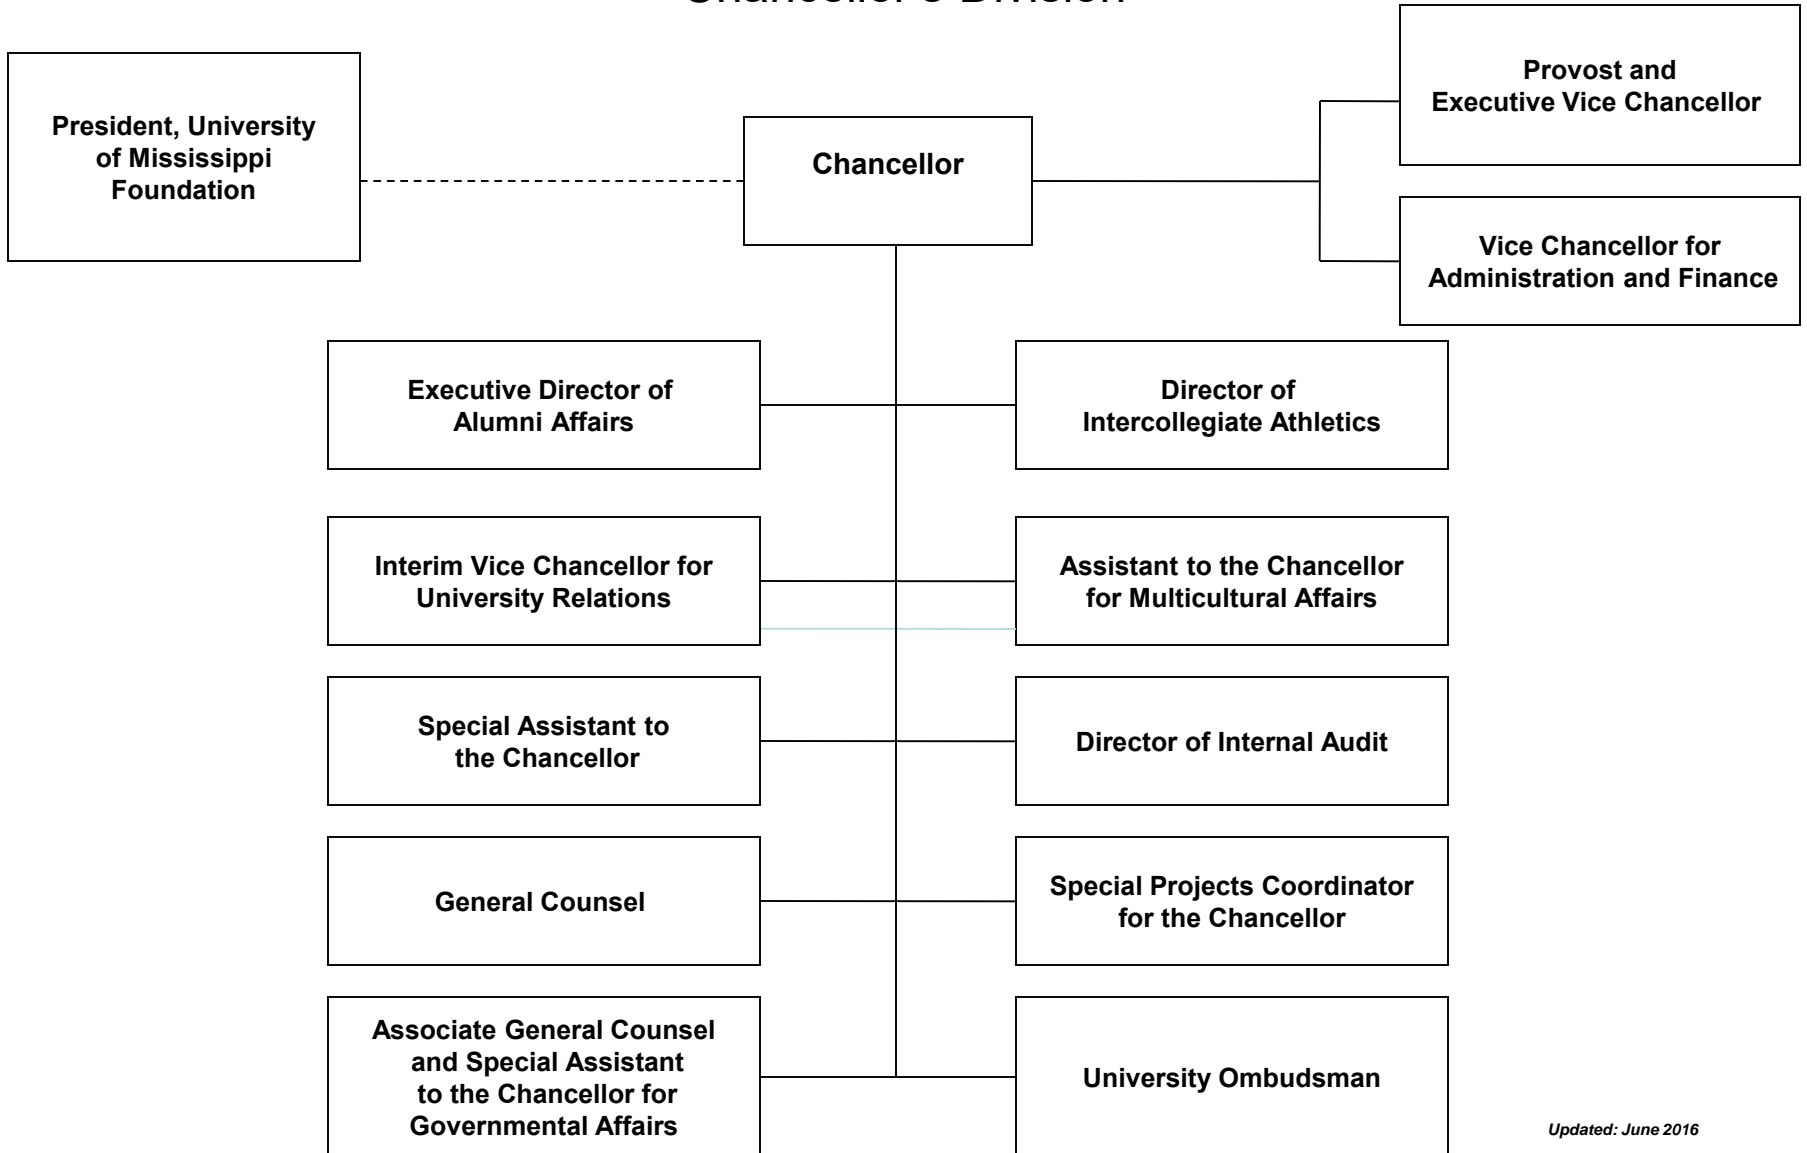 Chancellor's Division
Provost and
Executive Vice Chancellor
President, University
of Mississippi
Foundation
Chancellor
Vice Chancellor for
Administration and Finance
Executive Director of
Alumni Affairs
Director of
Intercollegiate Athletics
Interim Vice Chancellor for
University Relations
Assistant to the Chancellor
for Multicultural Affairs
Special Assistant to
the Chancellor
Director of Internal Audit
General Counsel
Special Projects Coordinator
for the Chancellor
Associate General Counsel
and Special Assistant
to the Chancellor for
Governmental Affairs
University Ombudsman
Updated: June 2016